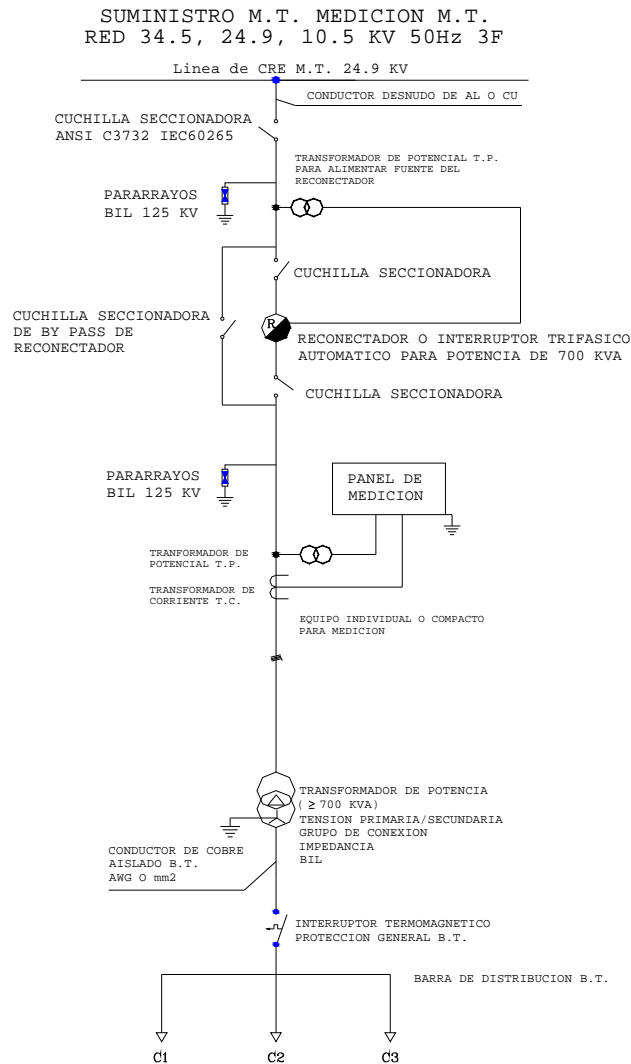 SUMINISTRO M.T. MEDICION M.T.
RED 34.5, 24.9, 10.5 KV 50Hz 3F
Linea de CRE M.T. 24.9 KV
CONDUCTOR DESNUDO DE AL O CU
CUCHILLA SECCIONADORA
ANSI C3732 IEC60265
TRANSFORMADOR DE POTENCIAL T.P.
PARA ALIMENTAR FUENTE DEL
RECONECTADOR
PARARRAYOS
BIL 125 KV
CUCHILLA SECCIONADORA
CUCHILLA SECCIONADORA
DE BY PASS DE
RECONECTADOR
R
RECONECTADOR O INTERRUPTOR TRIFASICO
AUTOMATICO PARA POTENCIA DE 700 KVA
CUCHILLA SECCIONADORA
PARARRAYOS
BIL 125 KV
PANEL DE
MEDICION
TRANFORMADOR DE
POTENCIAL T.P.
TRANSFORMADOR DE
CORRIENTE T.C.
EQUIPO INDIVIDUAL O COMPACTO
PARA MEDICION
TRANSFORMADOR DE POTENCIA
( ≥ 700 KVA)
TENSION PRIMARIA/SECUNDARIA
GRUPO DE CONEXION
IMPEDANCIA
BIL
CONDUCTOR DE COBRE
AISLADO B.T.
AWG O mm2
INTERRUPTOR TERMOMAGNETICO
PROTECCION GENERAL B.T.
BARRA DE DISTRIBUCION B.T.
C1 C2 C3